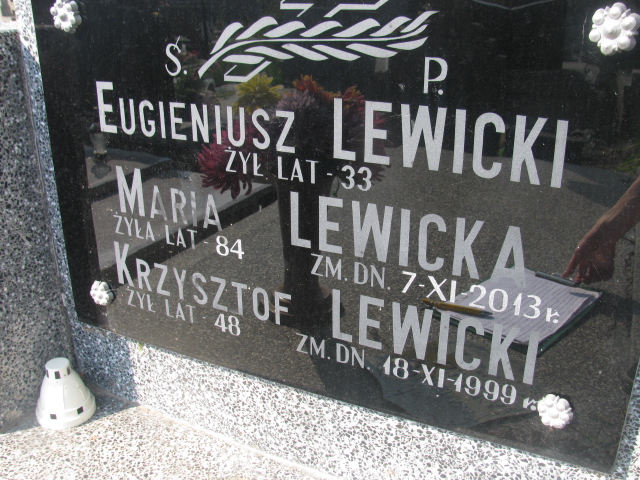 Ś. P.
EUGIENIUSZ LEWICKI
ŻYŁ LAT - 33
MARIA LEWICKA
ŻYŁA LAT - 84 ZM. DN. 7-XI-2013 r.
KRZYSZTOF LEWICKI
ŻYŁ LAT - 48 ZM. DN. 18-XI-1999 r.